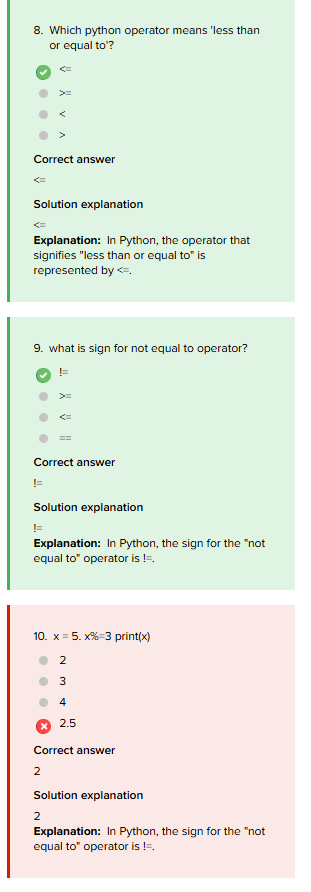 8. Which python operator means 'less than
or equal to'?
<=
>=
<
>
Correct answer
<=
Solution explanation
<=
Explanation: In Python, the operator that
signifies "less than or equal to" is
represented by <=.
9. what is sign for not equal to operator?
!=
>=
<=
==
Correct answer
!=
Solution explanation
!=
Explanation: In Python, the sign for the "not
equal to" operator is !=.
10. x = 5. x%=3 print(x)
2
3
4
2.5
Correct answer
2
Solution explanation
2
Explanation: In Python, the sign for the "not
equal to" operator is !=.